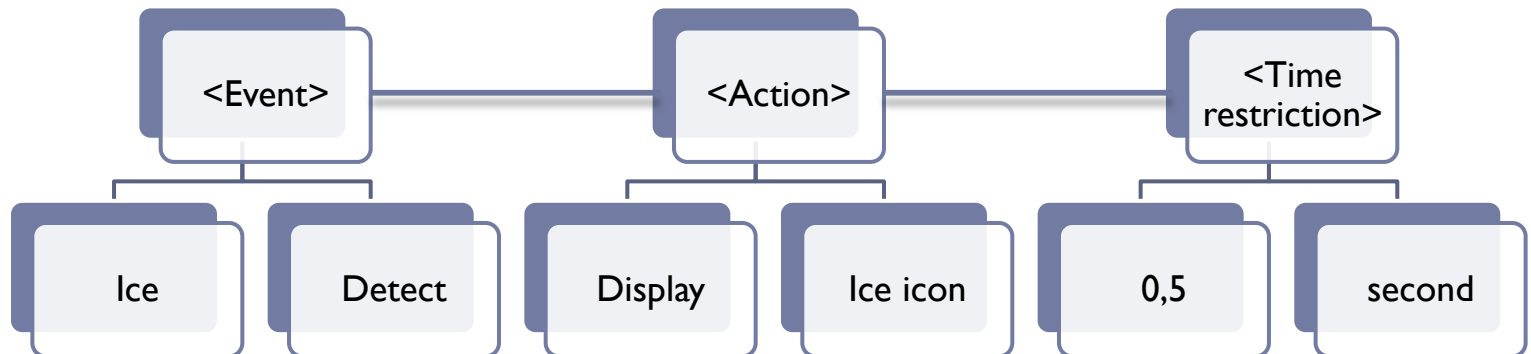 <Event>
<Action>
<Time
restriction>
Ice
Detect
Display
Ice icon
0,5
second